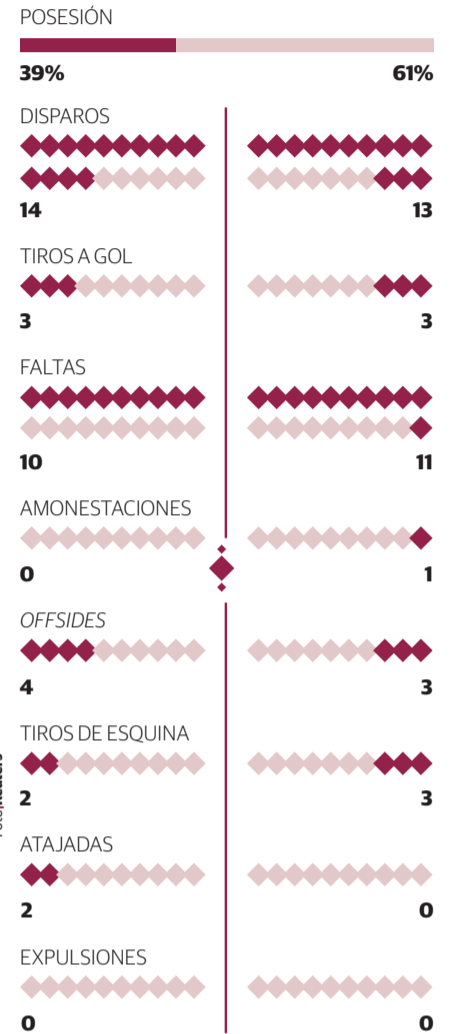 POSESIÓN
39% 61%
DISPAROS
14 13
TIROS A GOL
3 3
FALTAS
10 11
AMONESTACIONES
0 1
OFFSIDES
4 3
TIROS DE ESQUINA
2 3
ATAJADAS
2 0
EXPULSIONES
0 0